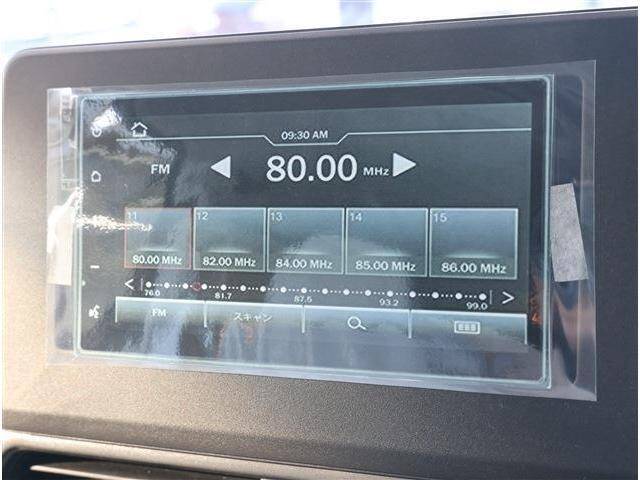 09:30 AM
FM 80.00 MHz
11 12 13 14 15
80.00 MHz 82.00 MHz 84.00 MHz 85.00 MHz 86.00 MHz
76.0 81.7 87.5 93.2 99.0
FM スキャン